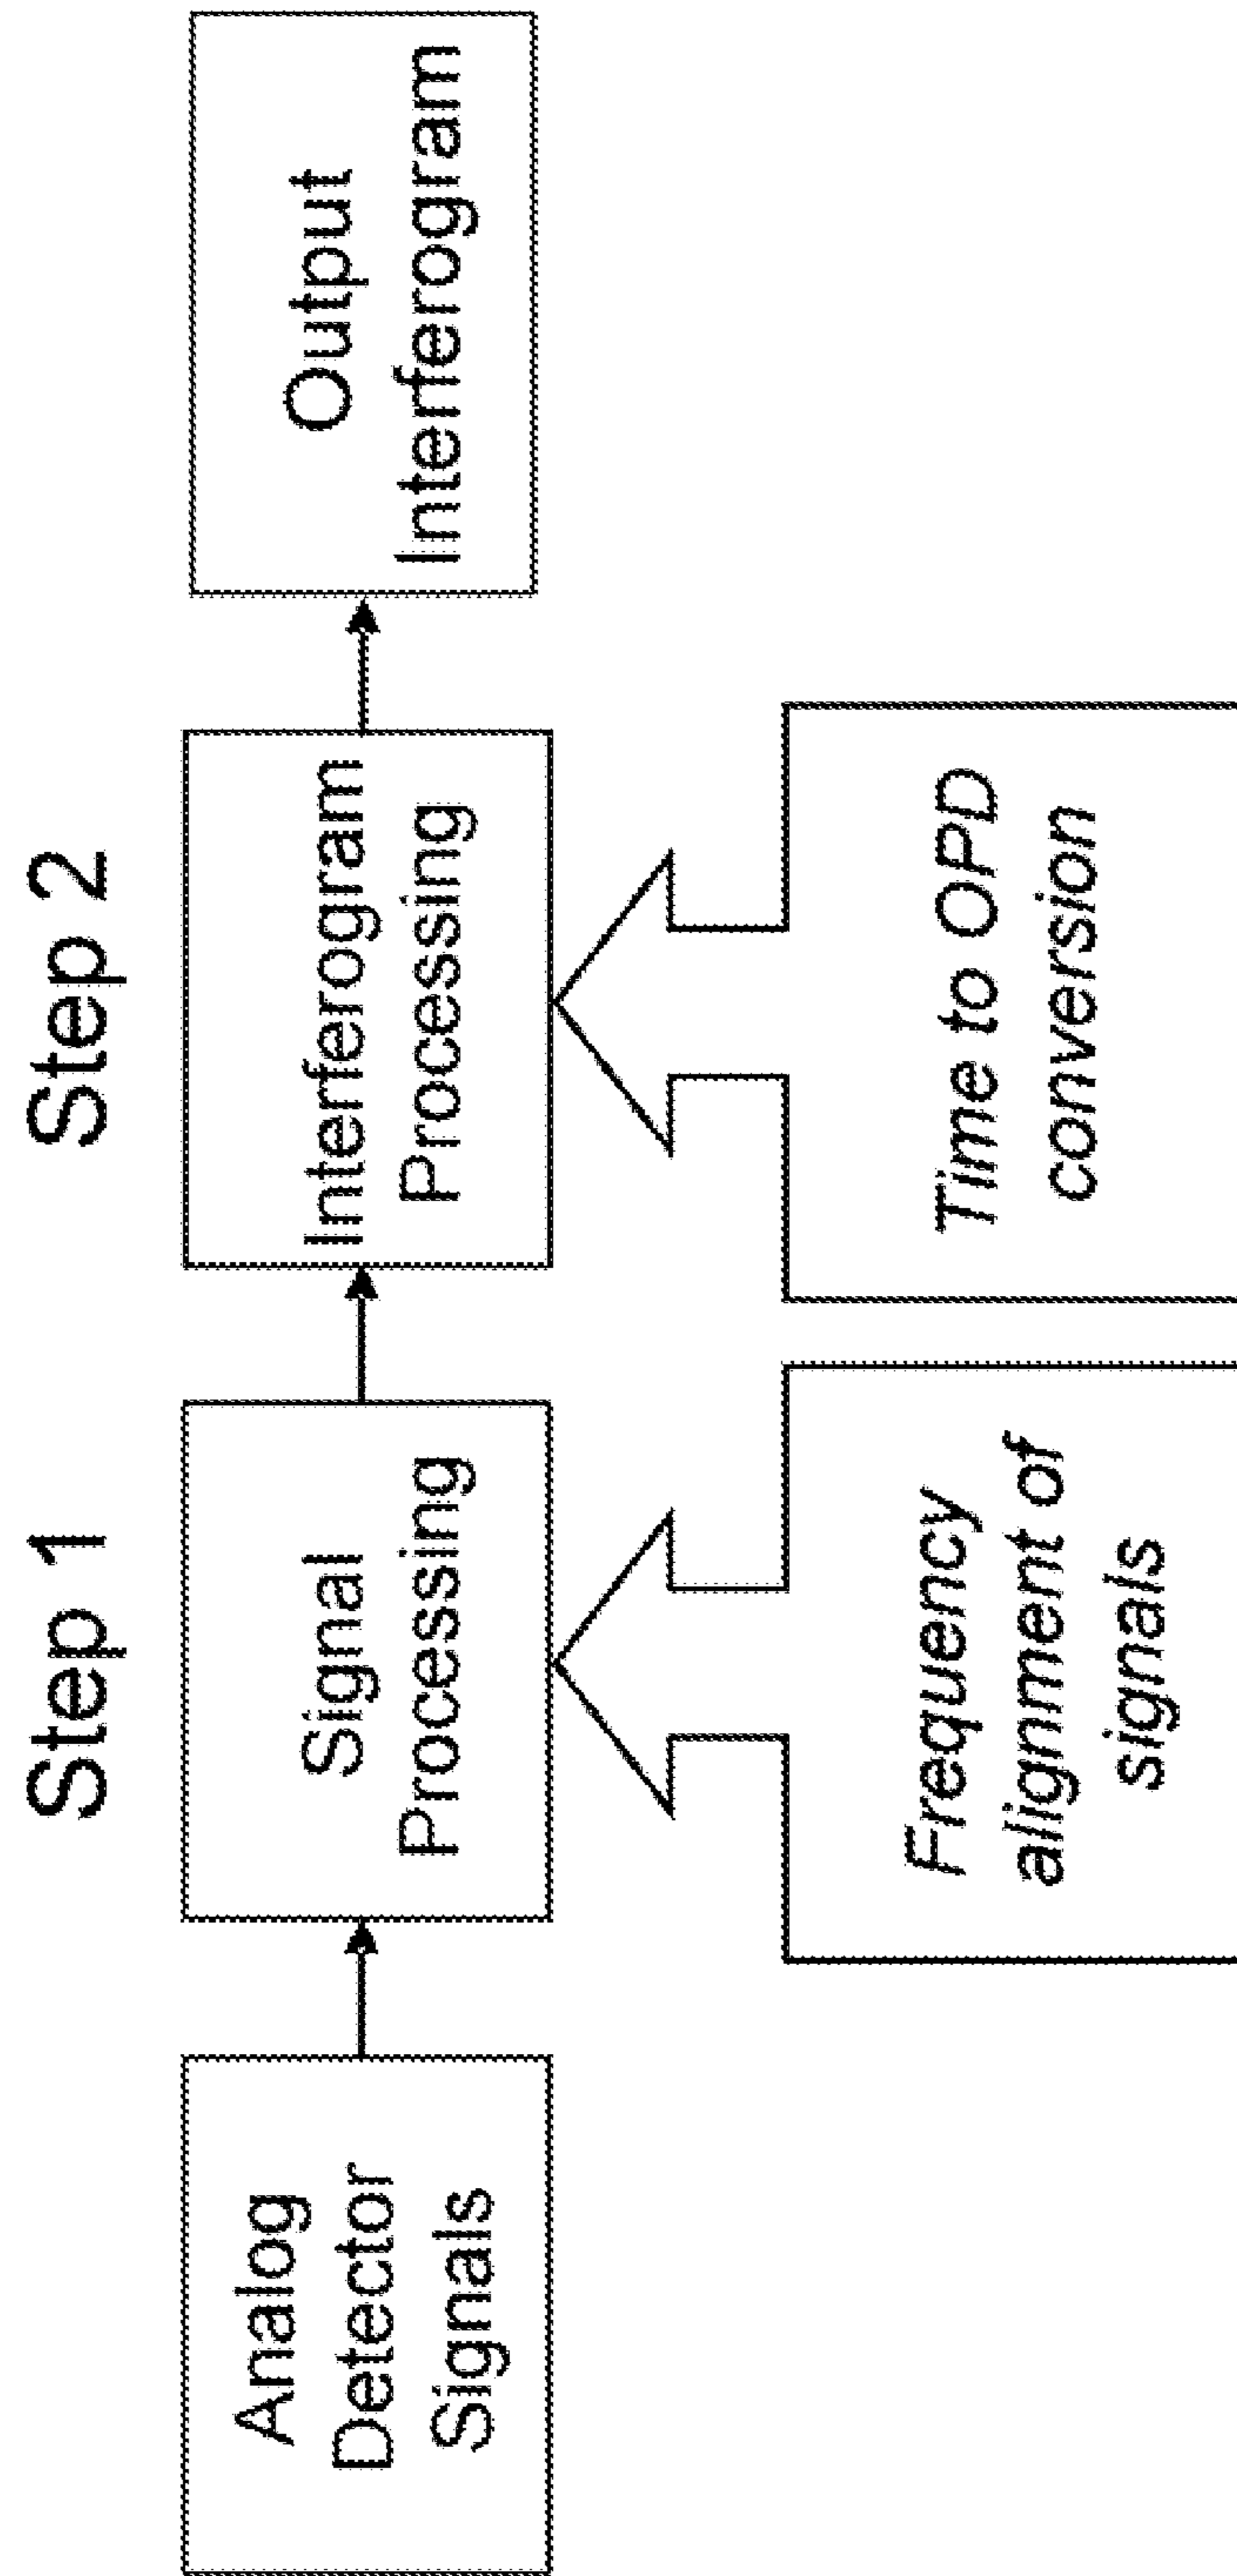 Step 1
Step 2
Analog
Detector
Signals
Signal
Processing
Interferogram
Processing
Output
Interferogram
Frequency
alignment of
signals
Time to OPD
conversion